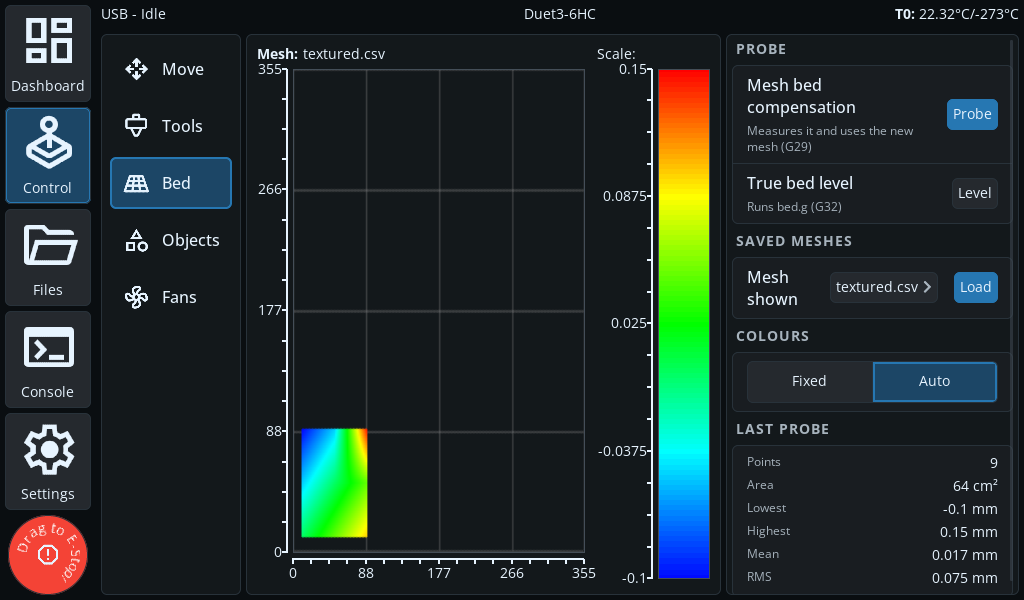 USB - Idle
Duet3-6HC
T0: 22.32°C/-273°C
Dashboard
Control
Files
Console
Settings
Drag to E-Stop!
Move
Tools
Bed
Objects
Fans
Mesh: textured.csv
Scale:
355
266
177
88
0
0
88
177
266
355
0.15
0.0875
0.025
-0.0375
-0.1
PROBE
Mesh bed
compensation
Measures it and uses the new
mesh (G29)
Probe
True bed level
Runs bed.g (G32)
Level
SAVED MESHES
Mesh
shown
textured.csv
Load
COLOURS
Fixed
Auto
LAST PROBE
Points 9
Area 64 cm²
Lowest -0.1 mm
Highest 0.15 mm
Mean 0.017 mm
RMS 0.075 mm